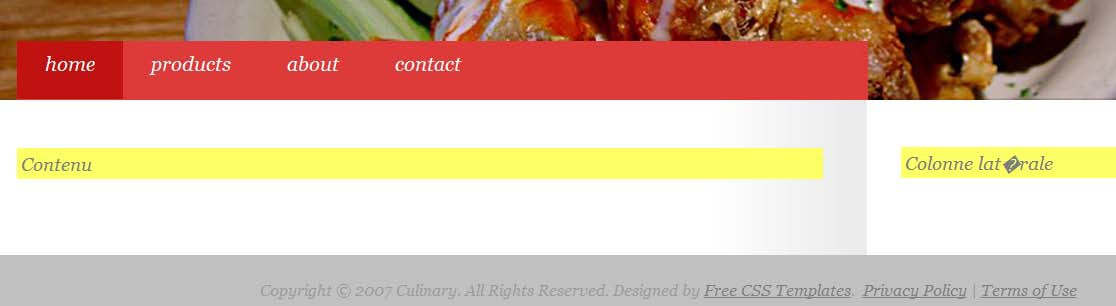 home products about contact
Contenu
Colonne lat�rale
Copyright © 2007 Culinary. All Rights Reserved. Designed by Free CSS Templates. Privacy Policy | Terms of Use